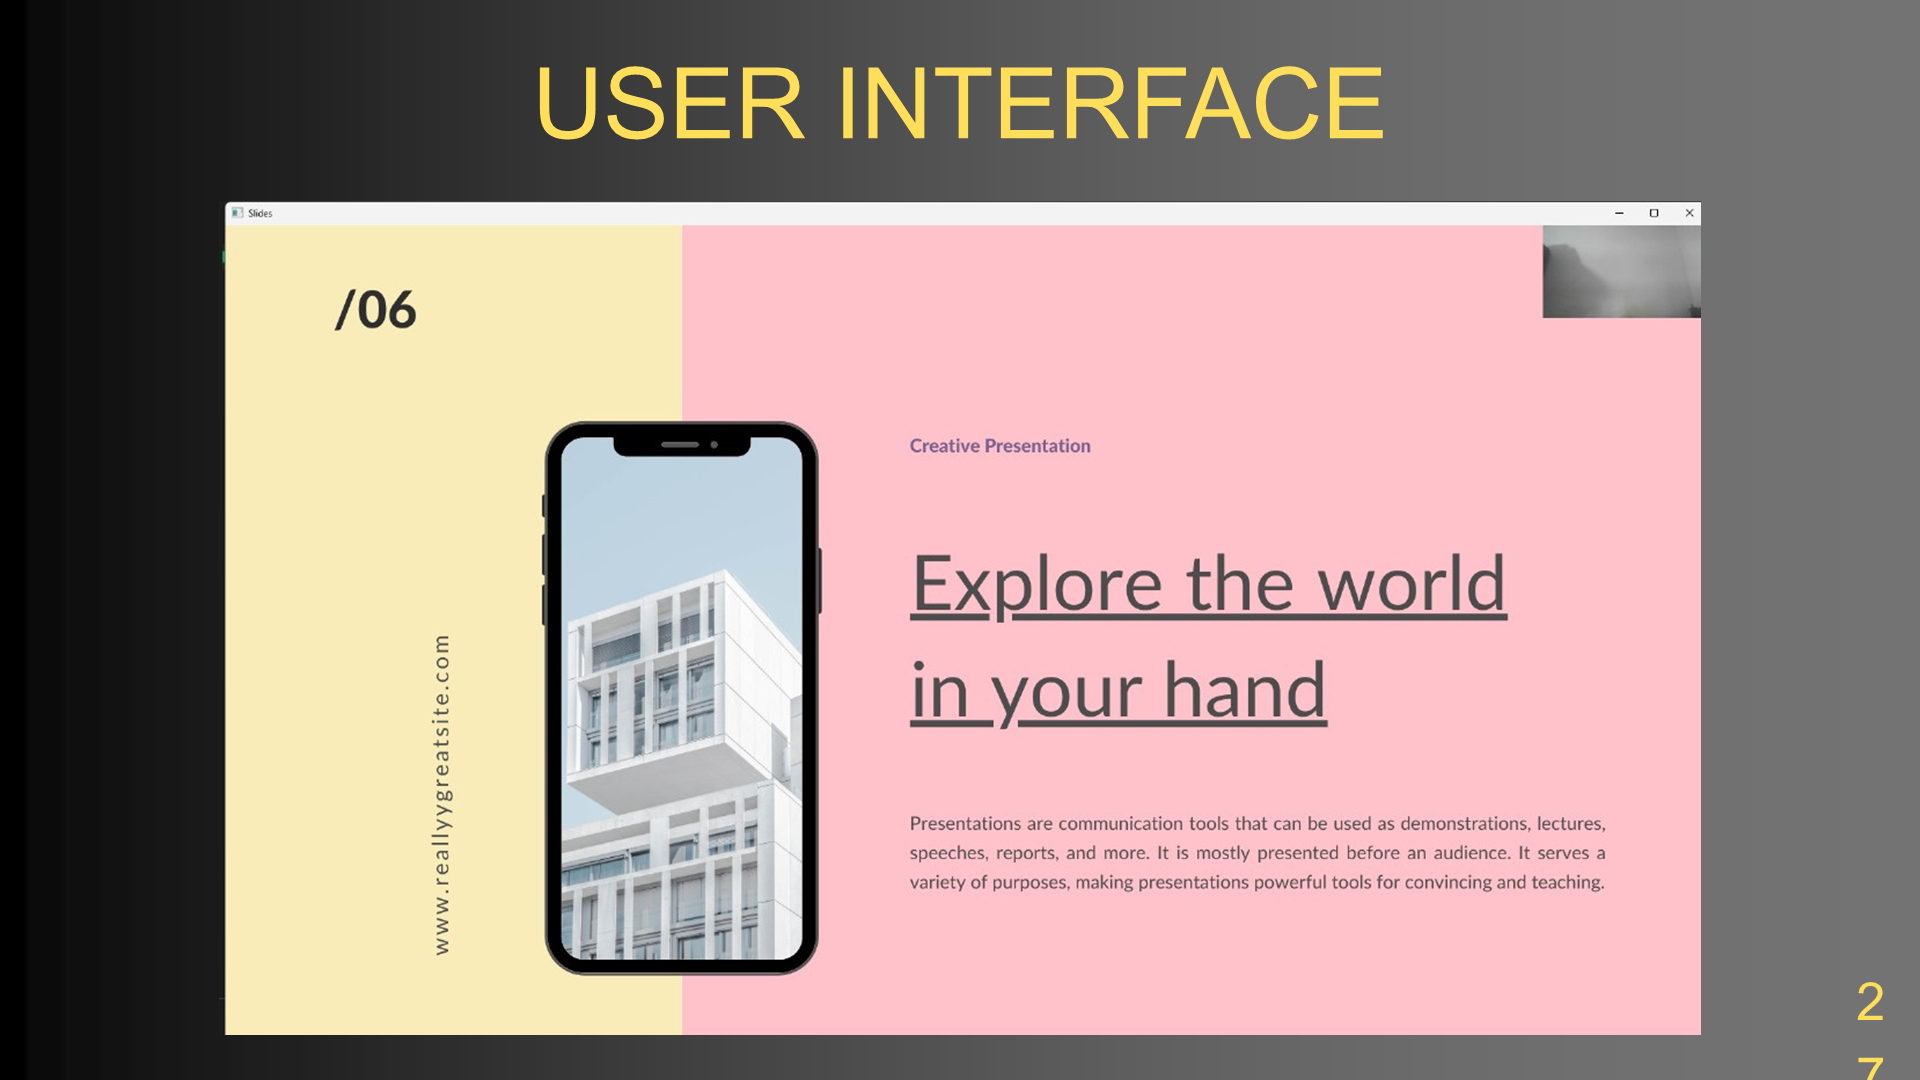 USER INTERFACE
Slides
/06
Creative Presentation
Explore the world
in your hand
Presentations are communication tools that can be used as demonstrations, lectures,
speeches, reports, and more. It is mostly presented before an audience. It serves a
variety of purposes, making presentations powerful tools for convincing and teaching.
www.reallyygreatsite.com
2
7